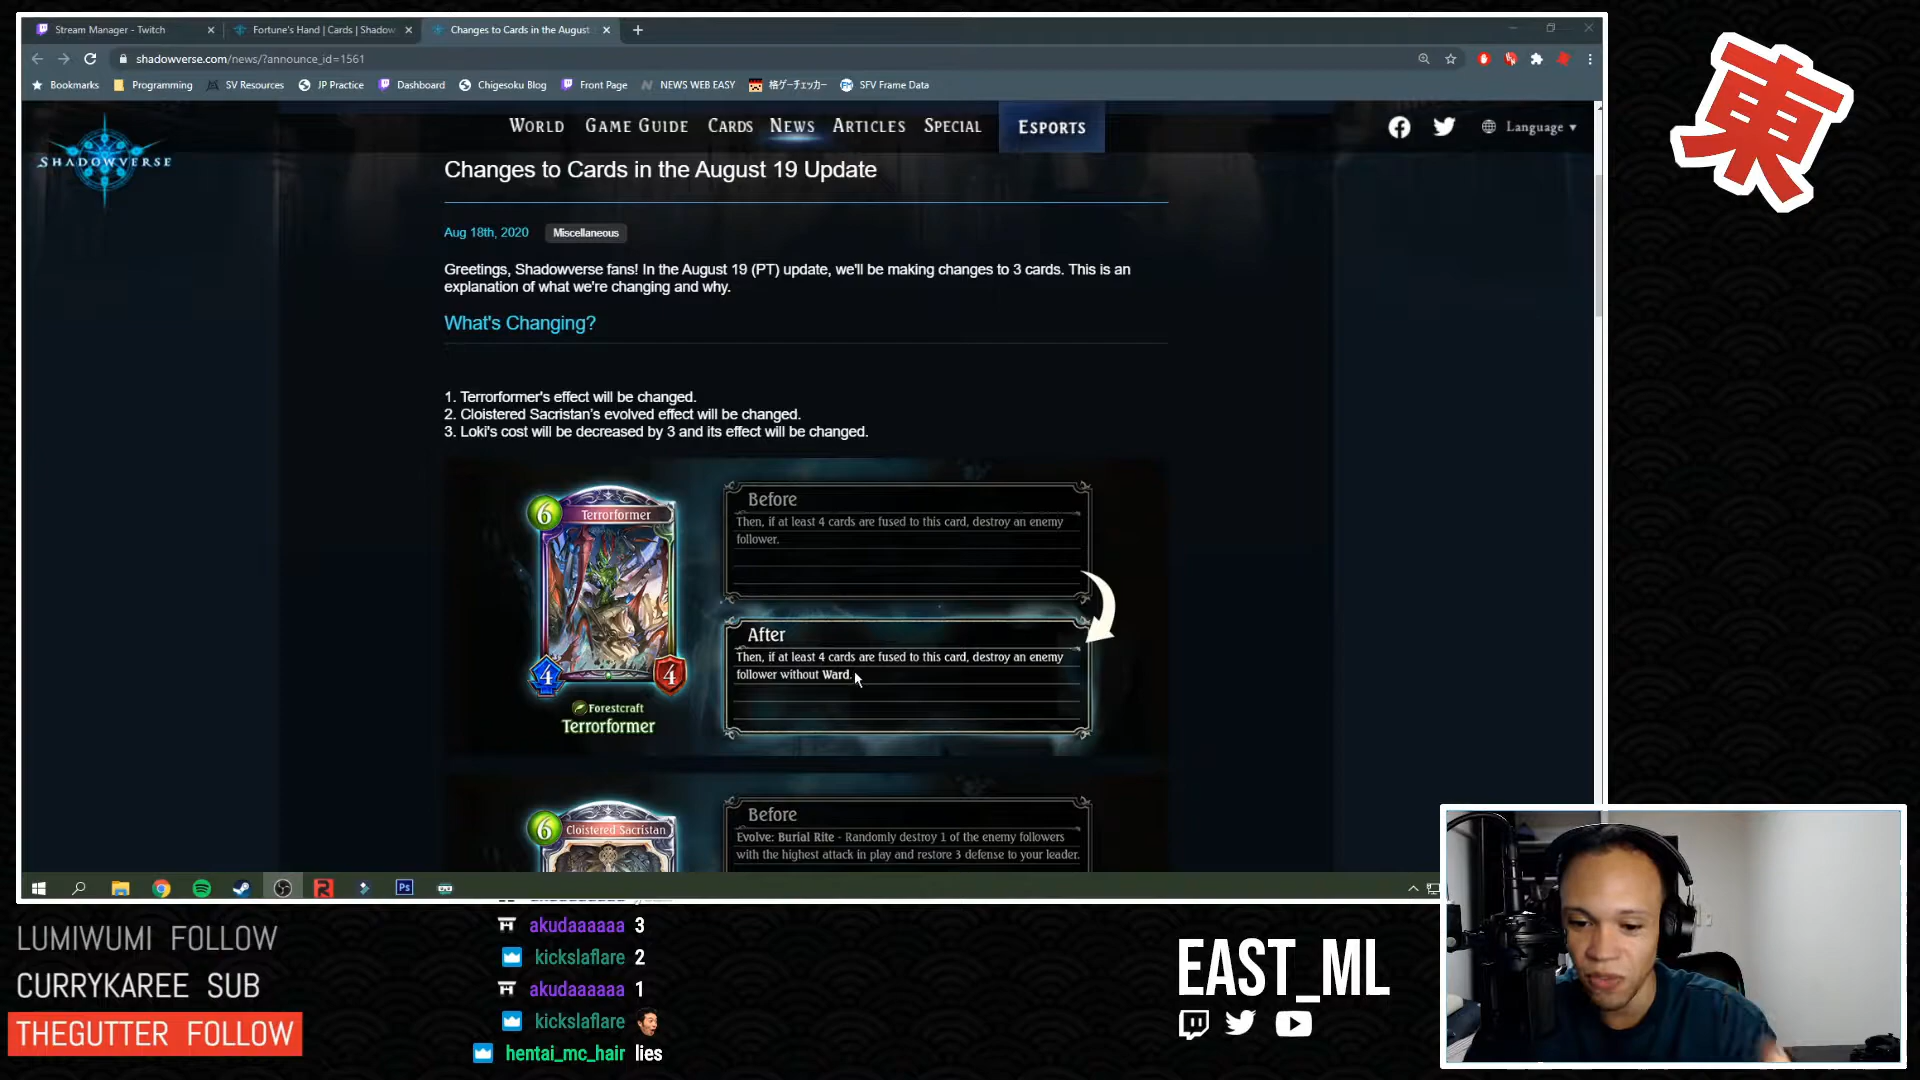 Stream Manager - Twitch
Fortune's Hand | Cards | Shadow
Changes to Cards in the August
shadowverse.com/news/?announce_id=1561
Bookmarks
Programming
SV Resources
JP Practice
Dashboard
Chigesoku Blog
Front Page
NEWS WEB EASY
格ゲーチェッカー
SFV Frame Data
東
SHADOWVERSE
WORLD
GAME GUIDE
CARDS
NEWS
ARTICLES
SPECIAL
ESPORTS
Language
Changes to Cards in the August 19 Update
Aug 18th, 2020
Miscellaneous
Greetings, Shadowverse fans! In the August 19 (PT) update, we'll be making changes to 3 cards. This is an
explanation of what we're changing and why.
What's Changing?
1. Terrorformer's effect will be changed.
2. Cloistered Sacristan's evolved effect will be changed.
3. Loki's cost will be decreased by 3 and its effect will be changed.
6
Terrorformer
4
4
Forestcraft
Terrorformer
Before
Then, if at least 4 cards are fused to this card, destroy an enemy
follower.
After
Then, if at least 4 cards are fused to this card, destroy an enemy
follower without Ward.
6
Cloistered Sacristan
Before
Evolve: Burial Rite - Randomly destroy 1 of the enemy followers
with the highest attack in play and restore 3 defense to your leader.
Ps
LUMIWUMI FOLLOW
CURRYKAREE SUB
THEGUTTER FOLLOW
akudaaaaaa 3
kickslaflare 2
akudaaaaaa 1
kickslaflare
hentai_mc_hair lies
EAST_ML